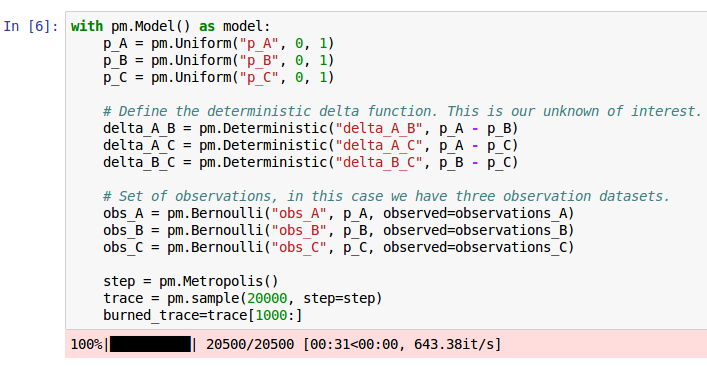 In [6]: with pm.Model() as model:
    p_A = pm.Uniform("p_A", 0, 1)
    p_B = pm.Uniform("p_B", 0, 1)
    p_C = pm.Uniform("p_C", 0, 1)

    # Define the deterministic delta function. This is our unknown of interest.
    delta_A_B = pm.Deterministic("delta_A_B", p_A - p_B)
    delta_A_C = pm.Deterministic("delta_A_C", p_A - p_C)
    delta_B_C = pm.Deterministic("delta_B_C", p_B - p_C)

    # Set of observations, in this case we have three observation datasets.
    obs_A = pm.Bernoulli("obs_A", p_A, observed=observations_A)
    obs_B = pm.Bernoulli("obs_B", p_B, observed=observations_B)
    obs_C = pm.Bernoulli("obs_C", p_C, observed=observations_C)

    step = pm.Metropolis()
    trace = pm.sample(20000, step=step)
    burned_trace=trace[1000:]
100%|██████████| 20500/20500 [00:31<00:00, 643.38it/s]